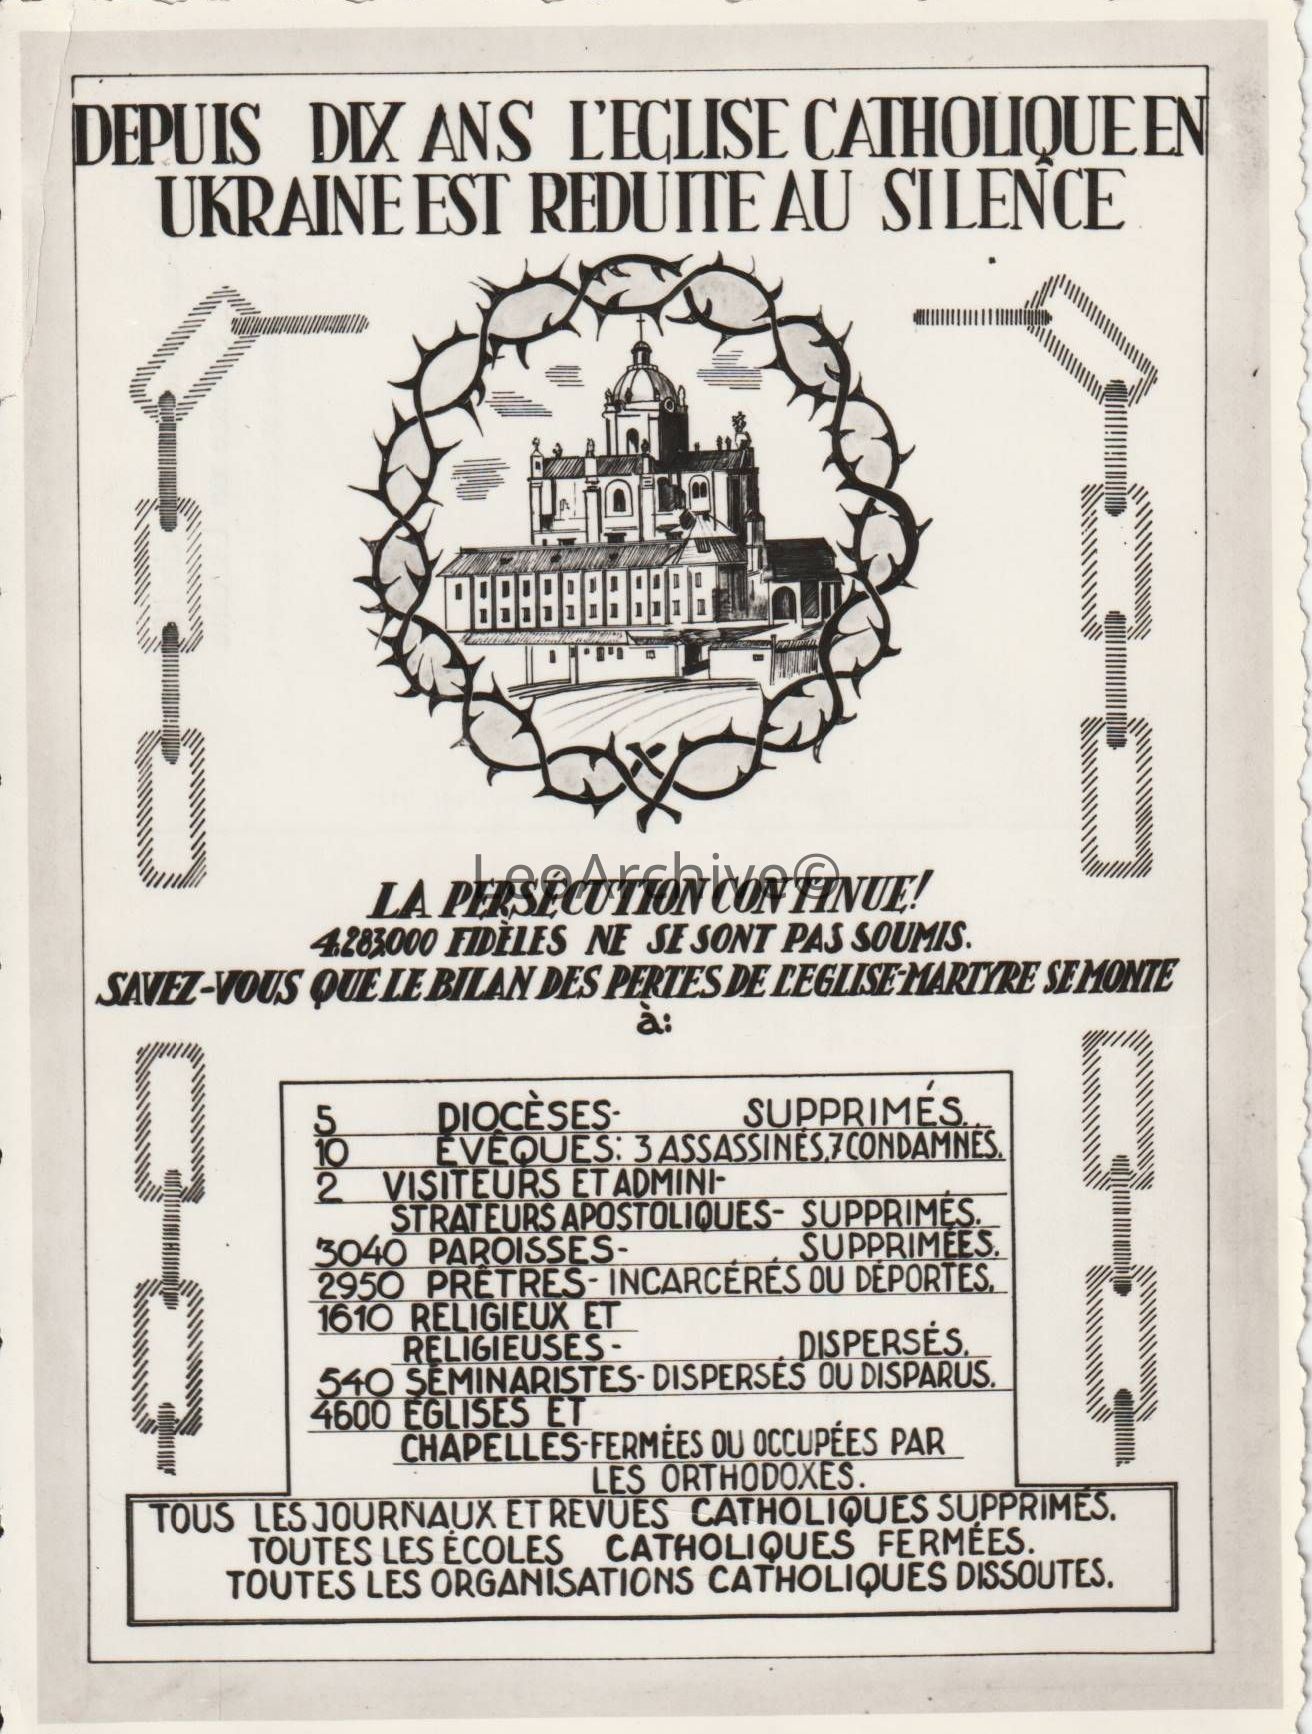 DEPUIS DIX ANS L'EGLISE CATHOLIQUE EN
UKRAINE EST REDUITE AU SILENCE
LeoArchive©
LA PERSÉCUTION CONTINUE!
4.283.000 FIDÈLES NE SE SONT PAS SOUMIS.
SAVEZ-VOUS QUE LE BILAN DES PERTES DE L'EGLISE-MARTYRE SE MONTE
à:
5 DIOCÈSES- SUPPRIMÉS.
10 ÉVÊQUES: 3 ASSASSINÉS, 7 CONDAMNÉS.
2 VISITEURS ET ADMINI-
STRATEURS APOSTOLIQUES- SUPPRIMÉS.
3040 PAROISSES- SUPPRIMÉES.
2950 PRÊTRES- INCARCÉRÉS OU DÉPORTÉS.
1610 RELIGIEUX ET
RELIGIEUSES- DISPERSÉS.
540 SÉMINARISTES- DISPERSÉS OU DISPARUS.
4600 ÉGLISES ET
CHAPELLES-FERMÉES OU OCCUPÉES PAR
LES ORTHODOXES.
TOUS LES JOURNAUX ET REVUES CATHOLIQUES SUPPRIMÉS.
TOUTES LES ÉCOLES CATHOLIQUES FERMÉES.
TOUTES LES ORGANISATIONS CATHOLIQUES DISSOUTES.